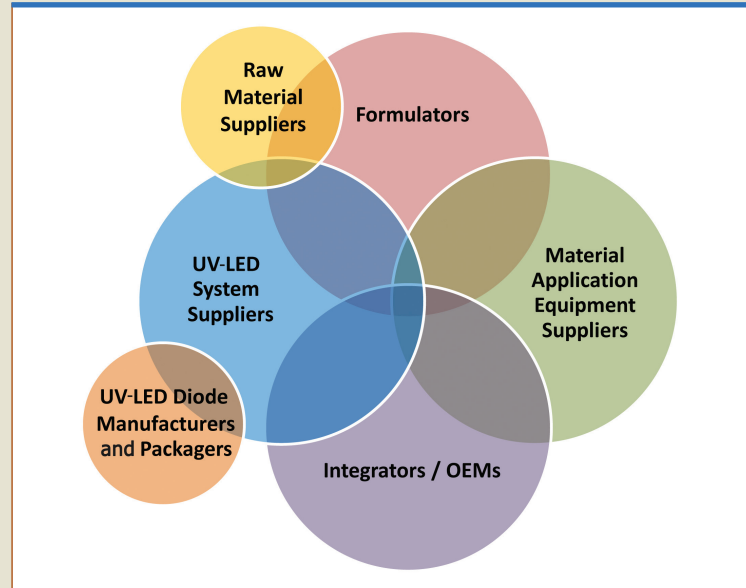 Raw
Material
Suppliers
Formulators
UV-LED
System
Suppliers
Material
Application
Equipment
Suppliers
UV-LED Diode
Manufacturers
and Packagers
Integrators / OEMs